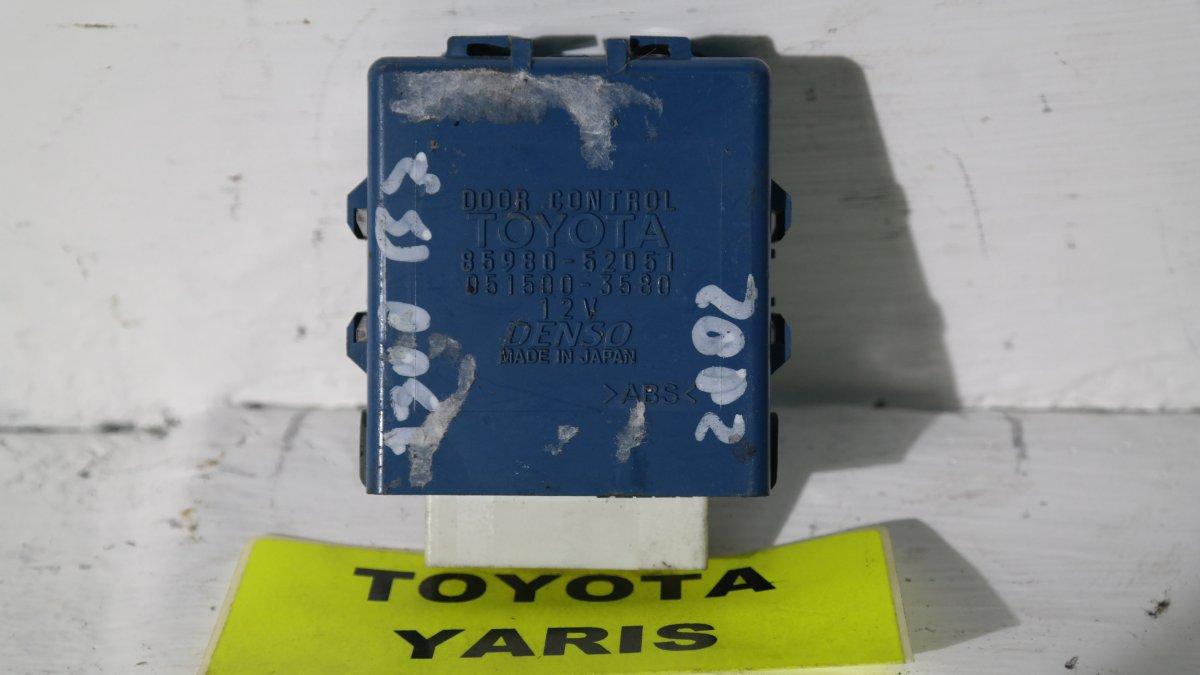 DOOR CONTROL
TOYOTA
85980-52051
051500-3580
12V
DENSO
MADE IN JAPAN
>ABS<
2002
TOYOTA
YARIS